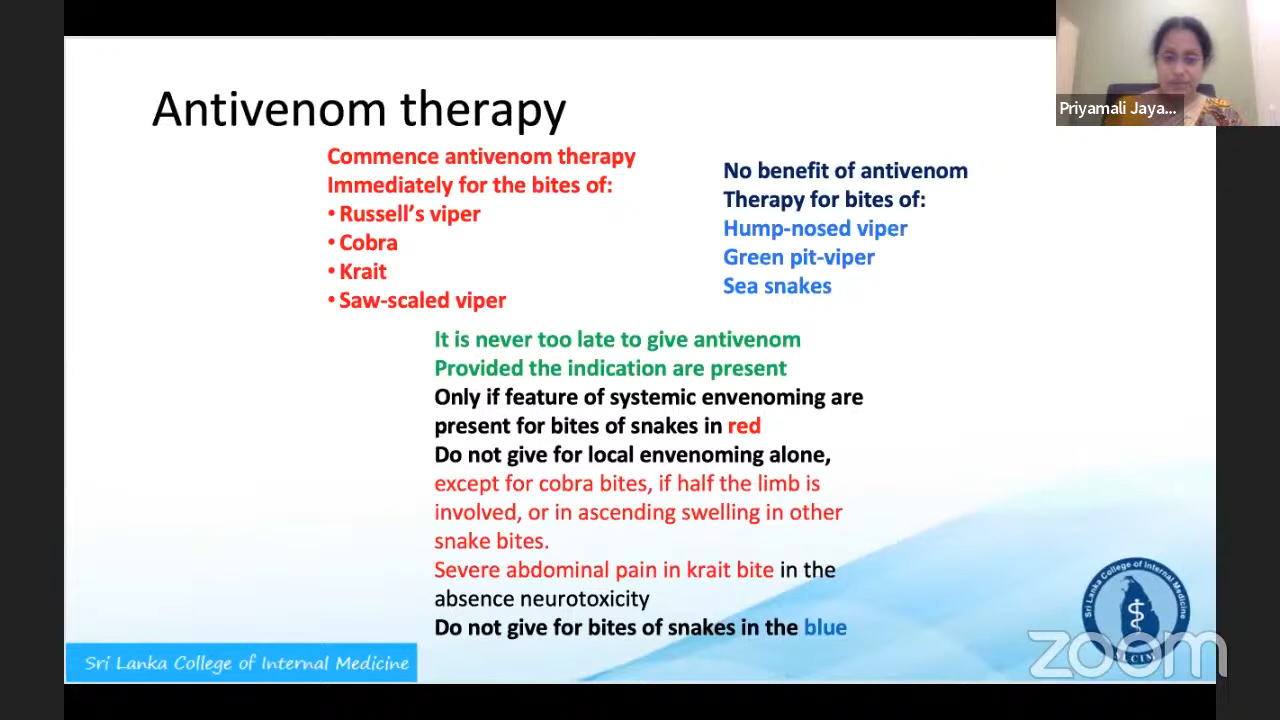 Priyamali Jaya...
Antivenom therapy
Commence antivenom therapy
Immediately for the bites of:
• Russell's viper
• Cobra
• Krait
• Saw-scaled viper
No benefit of antivenom
Therapy for bites of:
Hump-nosed viper
Green pit-viper
Sea snakes
It is never too late to give antivenom
Provided the indication are present
Only if feature of systemic envenoming are
present for bites of snakes in red
Do not give for local envenoming alone,
except for cobra bites, if half the limb is
involved, or in ascending swelling in other
snake bites.
Severe abdominal pain in krait bite in the
absence neurotoxicity
Do not give for bites of snakes in the blue
Sri Lanka College of Internal Medicine
Sri Lanka College of Internal Medicine
zoom